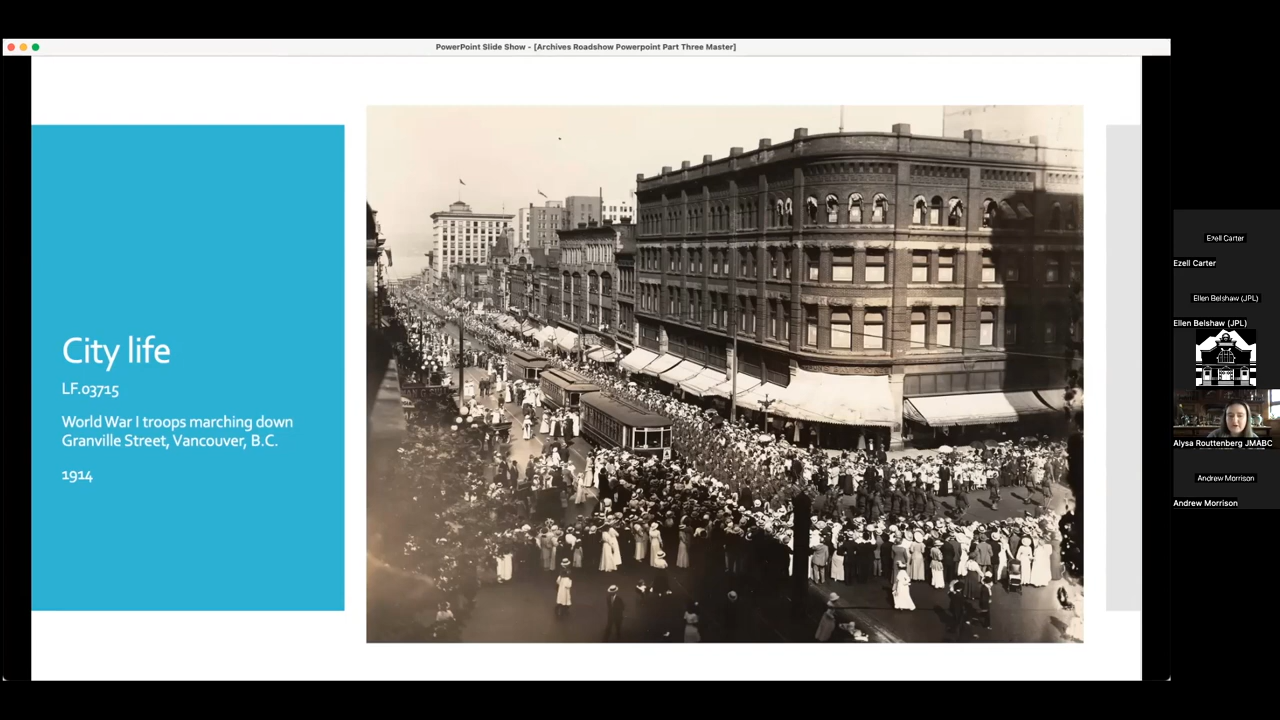 PowerPoint Slide Show - [Archives Roadshow Powerpoint Part Three Master]
City life
LF.03715
World War I troops marching down
Granville Street, Vancouver, B.C.
1914
Ezell Carter
Ezell Carter
Ellen Belshaw (JPL)
Ellen Belshaw (JPL)
Alysa Routtenberg JMABC
Andrew Morrison
Andrew Morrison